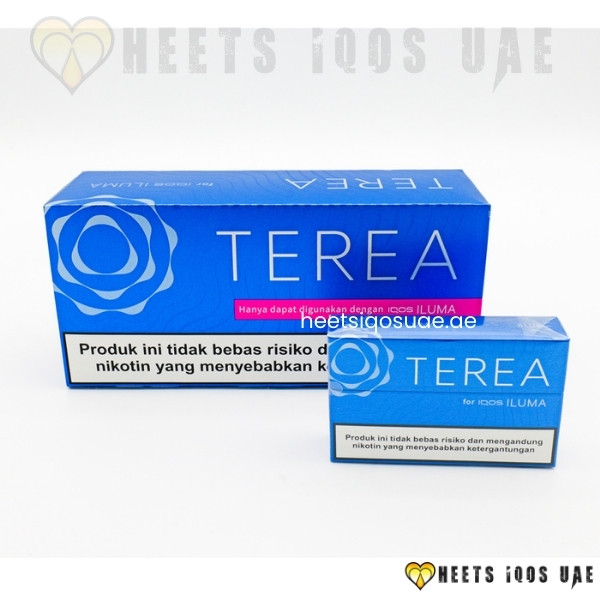 HEETS iQOS UAE
TEREA
for IQOS ILUMA
TEREA
Hanya dapat digunakan dengan IQOS ILUMA
heetsiqosuae.ae
Produk ini tidak bebas risiko d
nikotin yang menyebabkan k
TEREA
for IQOS ILUMA
Produk ini tidak bebas risiko dan mengandung
nikotin yang menyebabkan ketergantungan
HEETS iQOS UAE